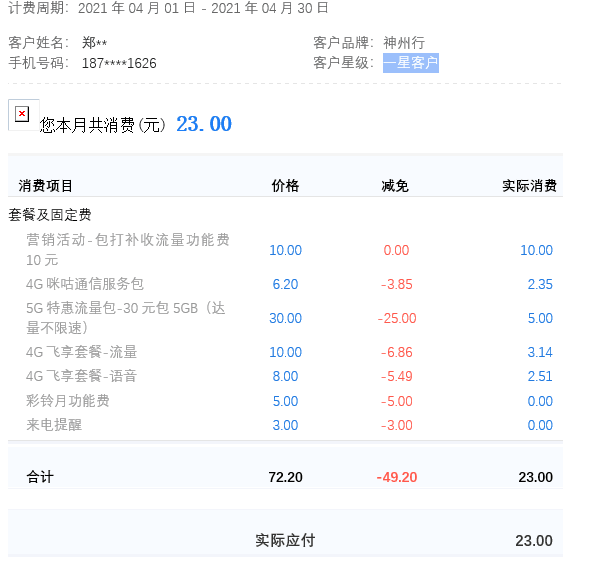 计费周期： 2021 年 04 月 01 日 - 2021 年 04 月 30 日
客户姓名： 郑** 客户品牌： 神州行
手机号码： 187****1626 客户星级： 一星客户
您本月共消费(元) 23.00
消费项目 价格 减免 实际消费
套餐及固定费
营销活动-包打补收流量功能费
10 元 10.00 0.00 10.00
4G 咪咕通信服务包 6.20 -3.85 2.35
5G 特惠流量包-30 元包 5GB（达
量不限速） 30.00 -25.00 5.00
4G 飞享套餐-流量 10.00 -6.86 3.14
4G 飞享套餐-语音 8.00 -5.49 2.51
彩铃月功能费 5.00 -5.00 0.00
来电提醒 3.00 -3.00 0.00
合计 72.20 -49.20 23.00
实际应付 23.00